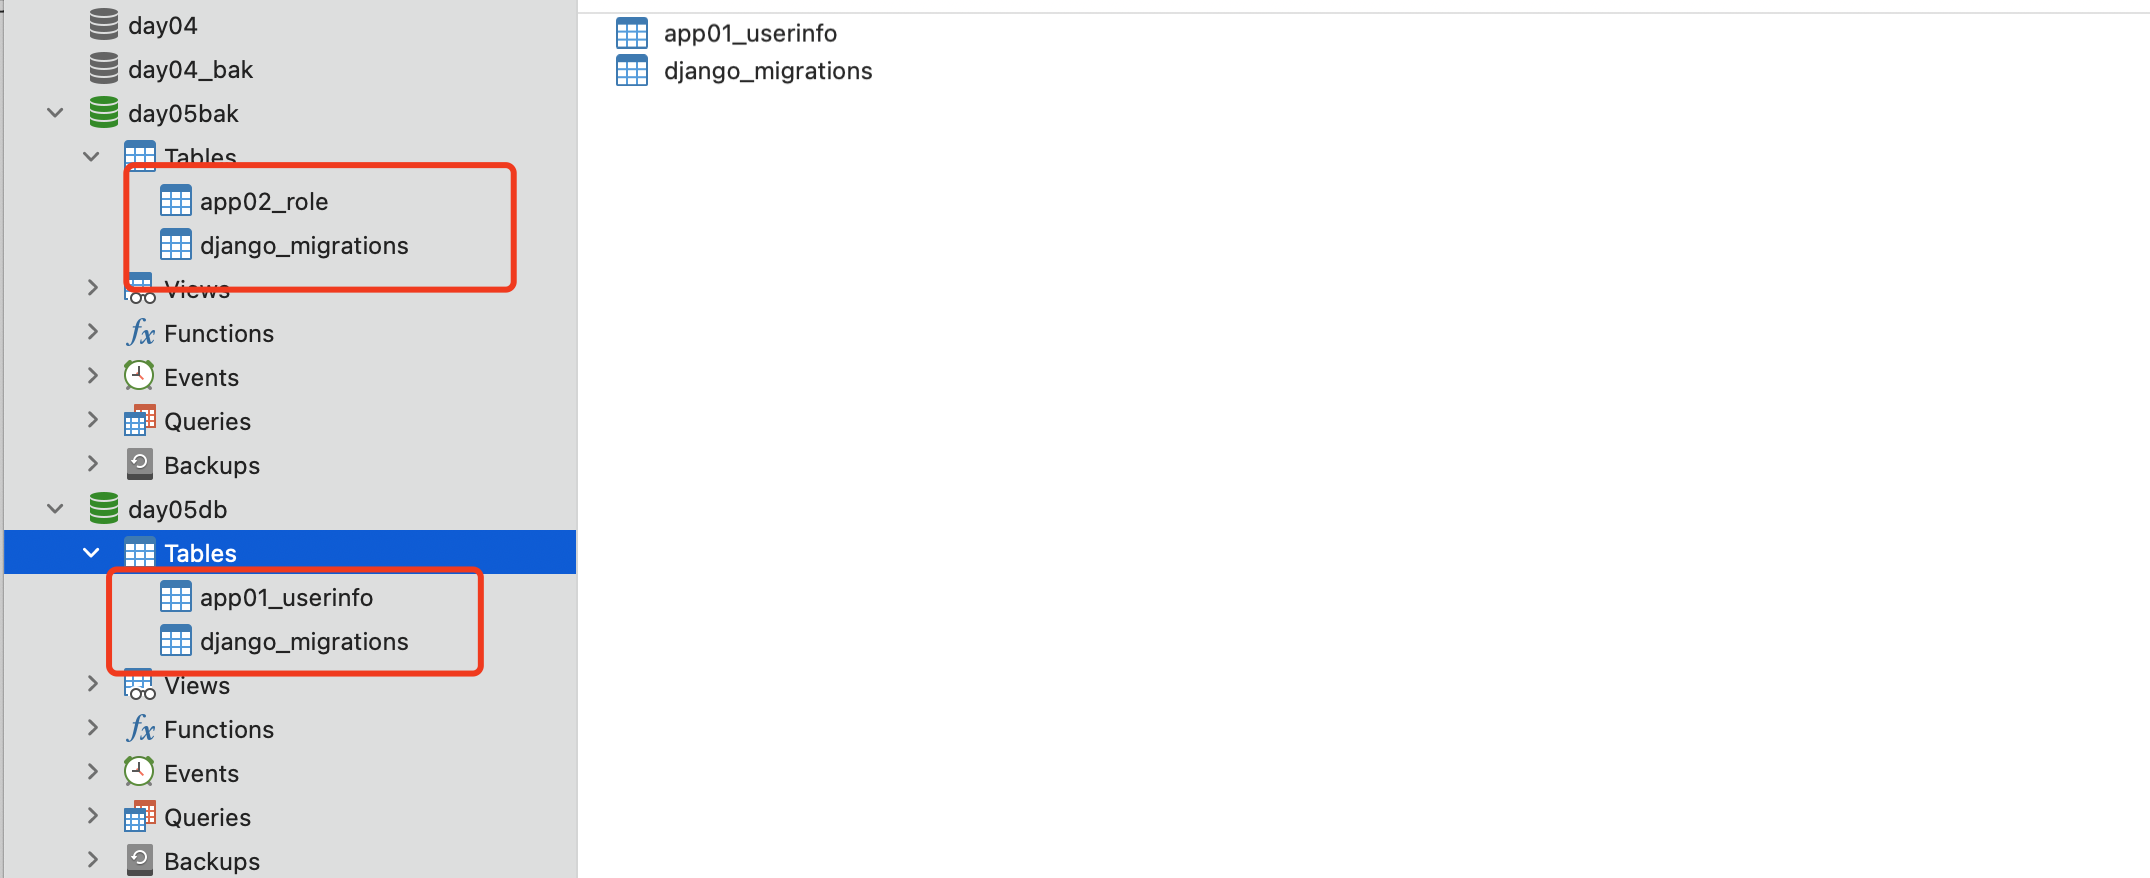 day04
day04_bak
day05bak
Tables
app02_role
django_migrations
Views
Functions
Events
Queries
Backups
day05db
Tables
app01_userinfo
django_migrations
Views
Functions
Events
Queries
Backups
app01_userinfo
django_migrations